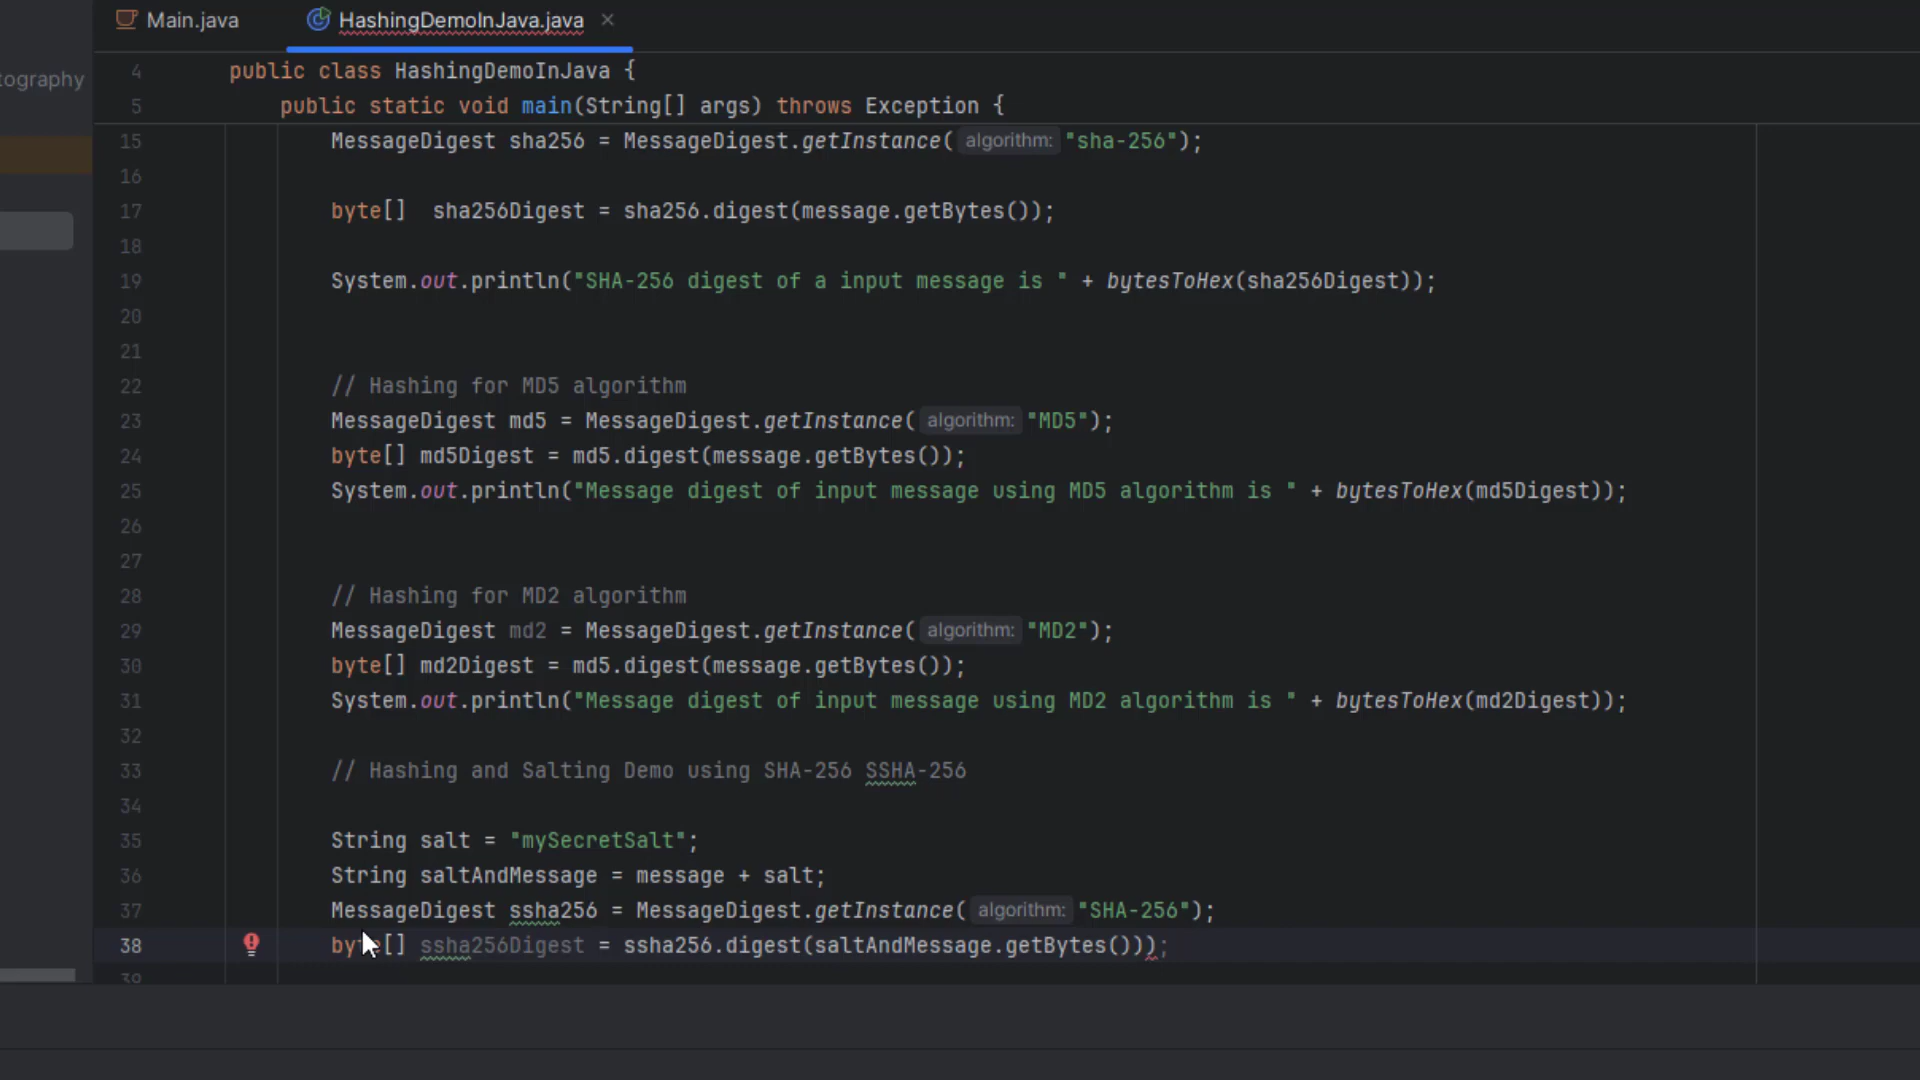 Main.java
HashingDemoInJava.java
tography
4 public class HashingDemoInJava {
5 public static void main(String[] args) throws Exception {
15 MessageDigest sha256 = MessageDigest.getInstance( algorithm: "sha-256");
16
17 byte[]  sha256Digest = sha256.digest(message.getBytes());
18
19 System.out.println("SHA-256 digest of a input message is " + bytesToHex(sha256Digest));
20
21
22 // Hashing for MD5 algorithm
23 MessageDigest md5 = MessageDigest.getInstance( algorithm: "MD5");
24 byte[] md5Digest = md5.digest(message.getBytes());
25 System.out.println("Message digest of input message using MD5 algorithm is " + bytesToHex(md5Digest));
26
27
28 // Hashing for MD2 algorithm
29 MessageDigest md2 = MessageDigest.getInstance( algorithm: "MD2");
30 byte[] md2Digest = md5.digest(message.getBytes());
31 System.out.println("Message digest of input message using MD2 algorithm is " + bytesToHex(md2Digest));
32
33 // Hashing and Salting Demo using SHA-256 SSHA-256
34
35 String salt = "mySecretSalt";
36 String saltAndMessage = message + salt;
37 MessageDigest ssha256 = MessageDigest.getInstance( algorithm: "SHA-256");
38 byte[] ssha256Digest = ssha256.digest(saltAndMessage.getBytes()));
39